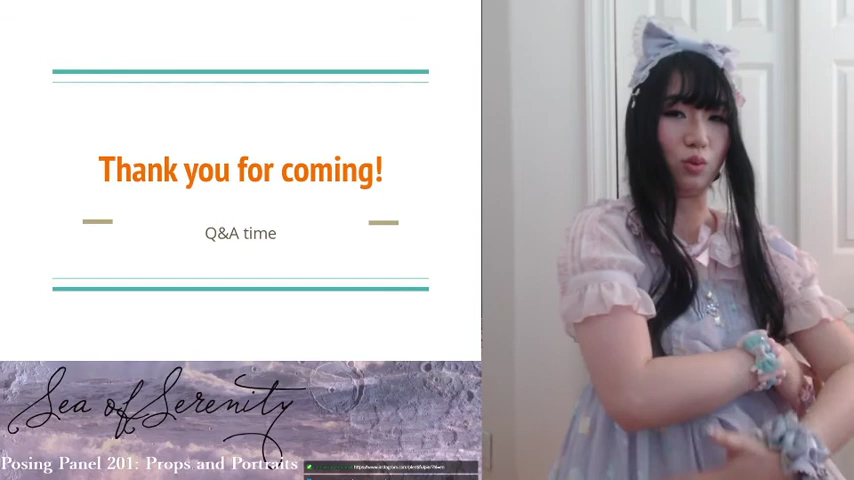 Thank you for coming!
Q&A time
Sea of Serenity
Posing Panel 201: Props and Portraits